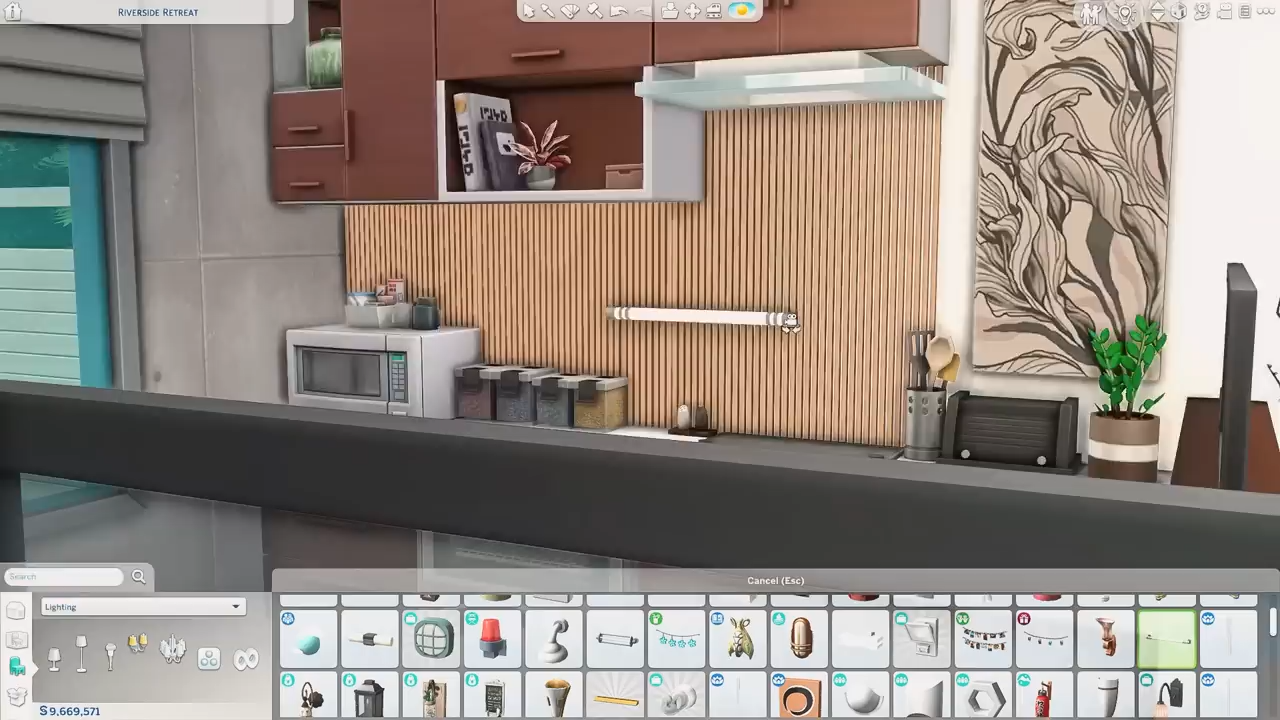 RIVERSIDE RETREAT
Cancel (Esc)
Search
Lighting
§9,669,571